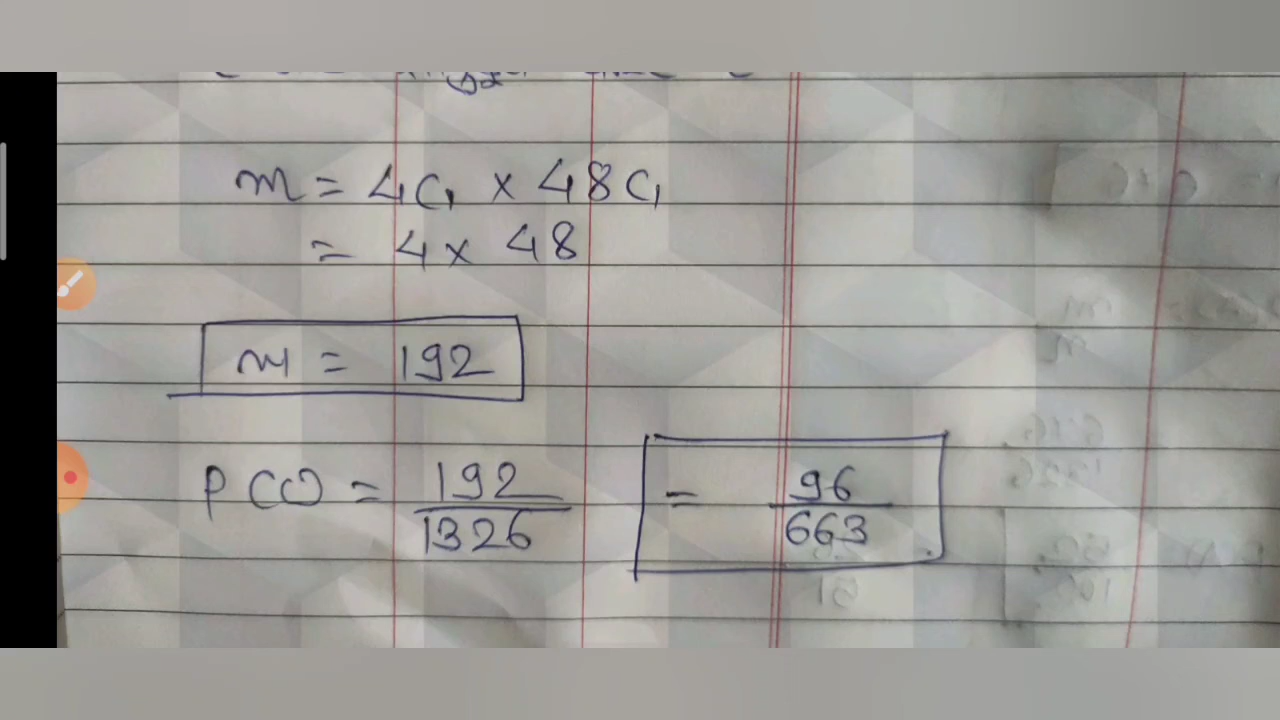 m = 4C₁ × 48C₁
= 4 × 48
m = 192
P(C) = 192/1326 = 96/663